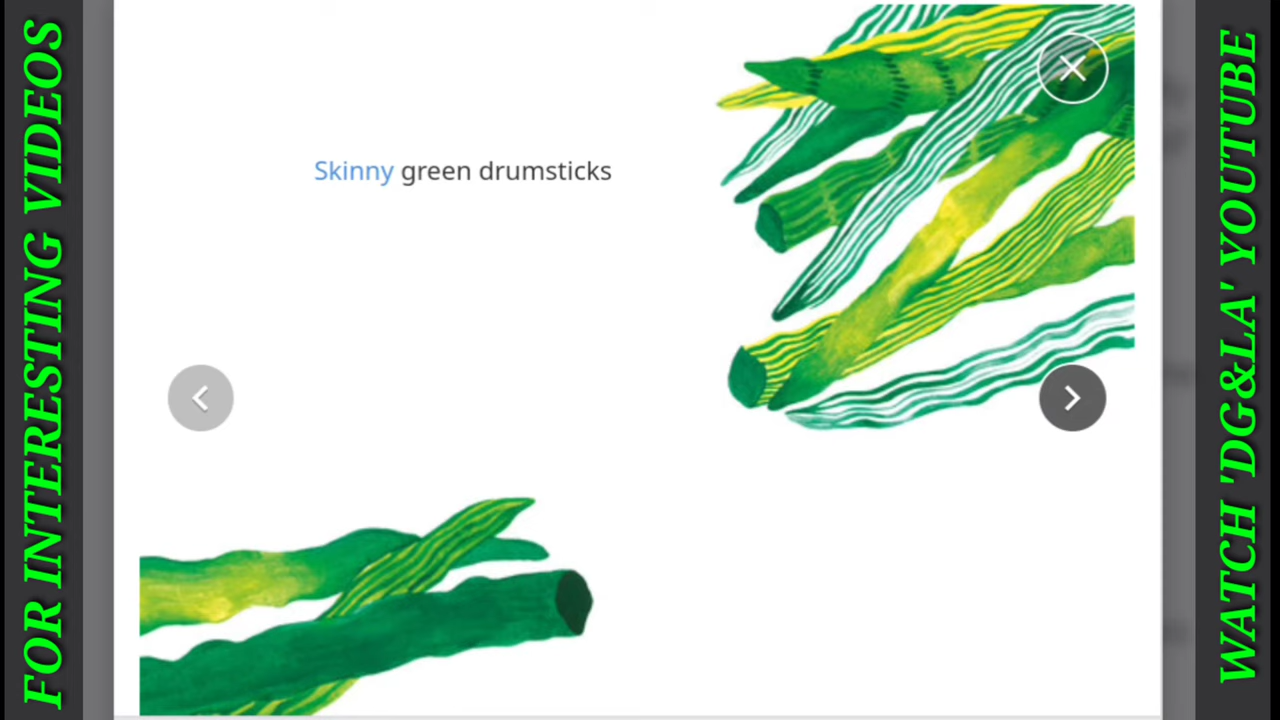 FOR INTERESTING VIDEOS
Skinny green drumsticks
WATCH 'DG&LA' YOUTUBE